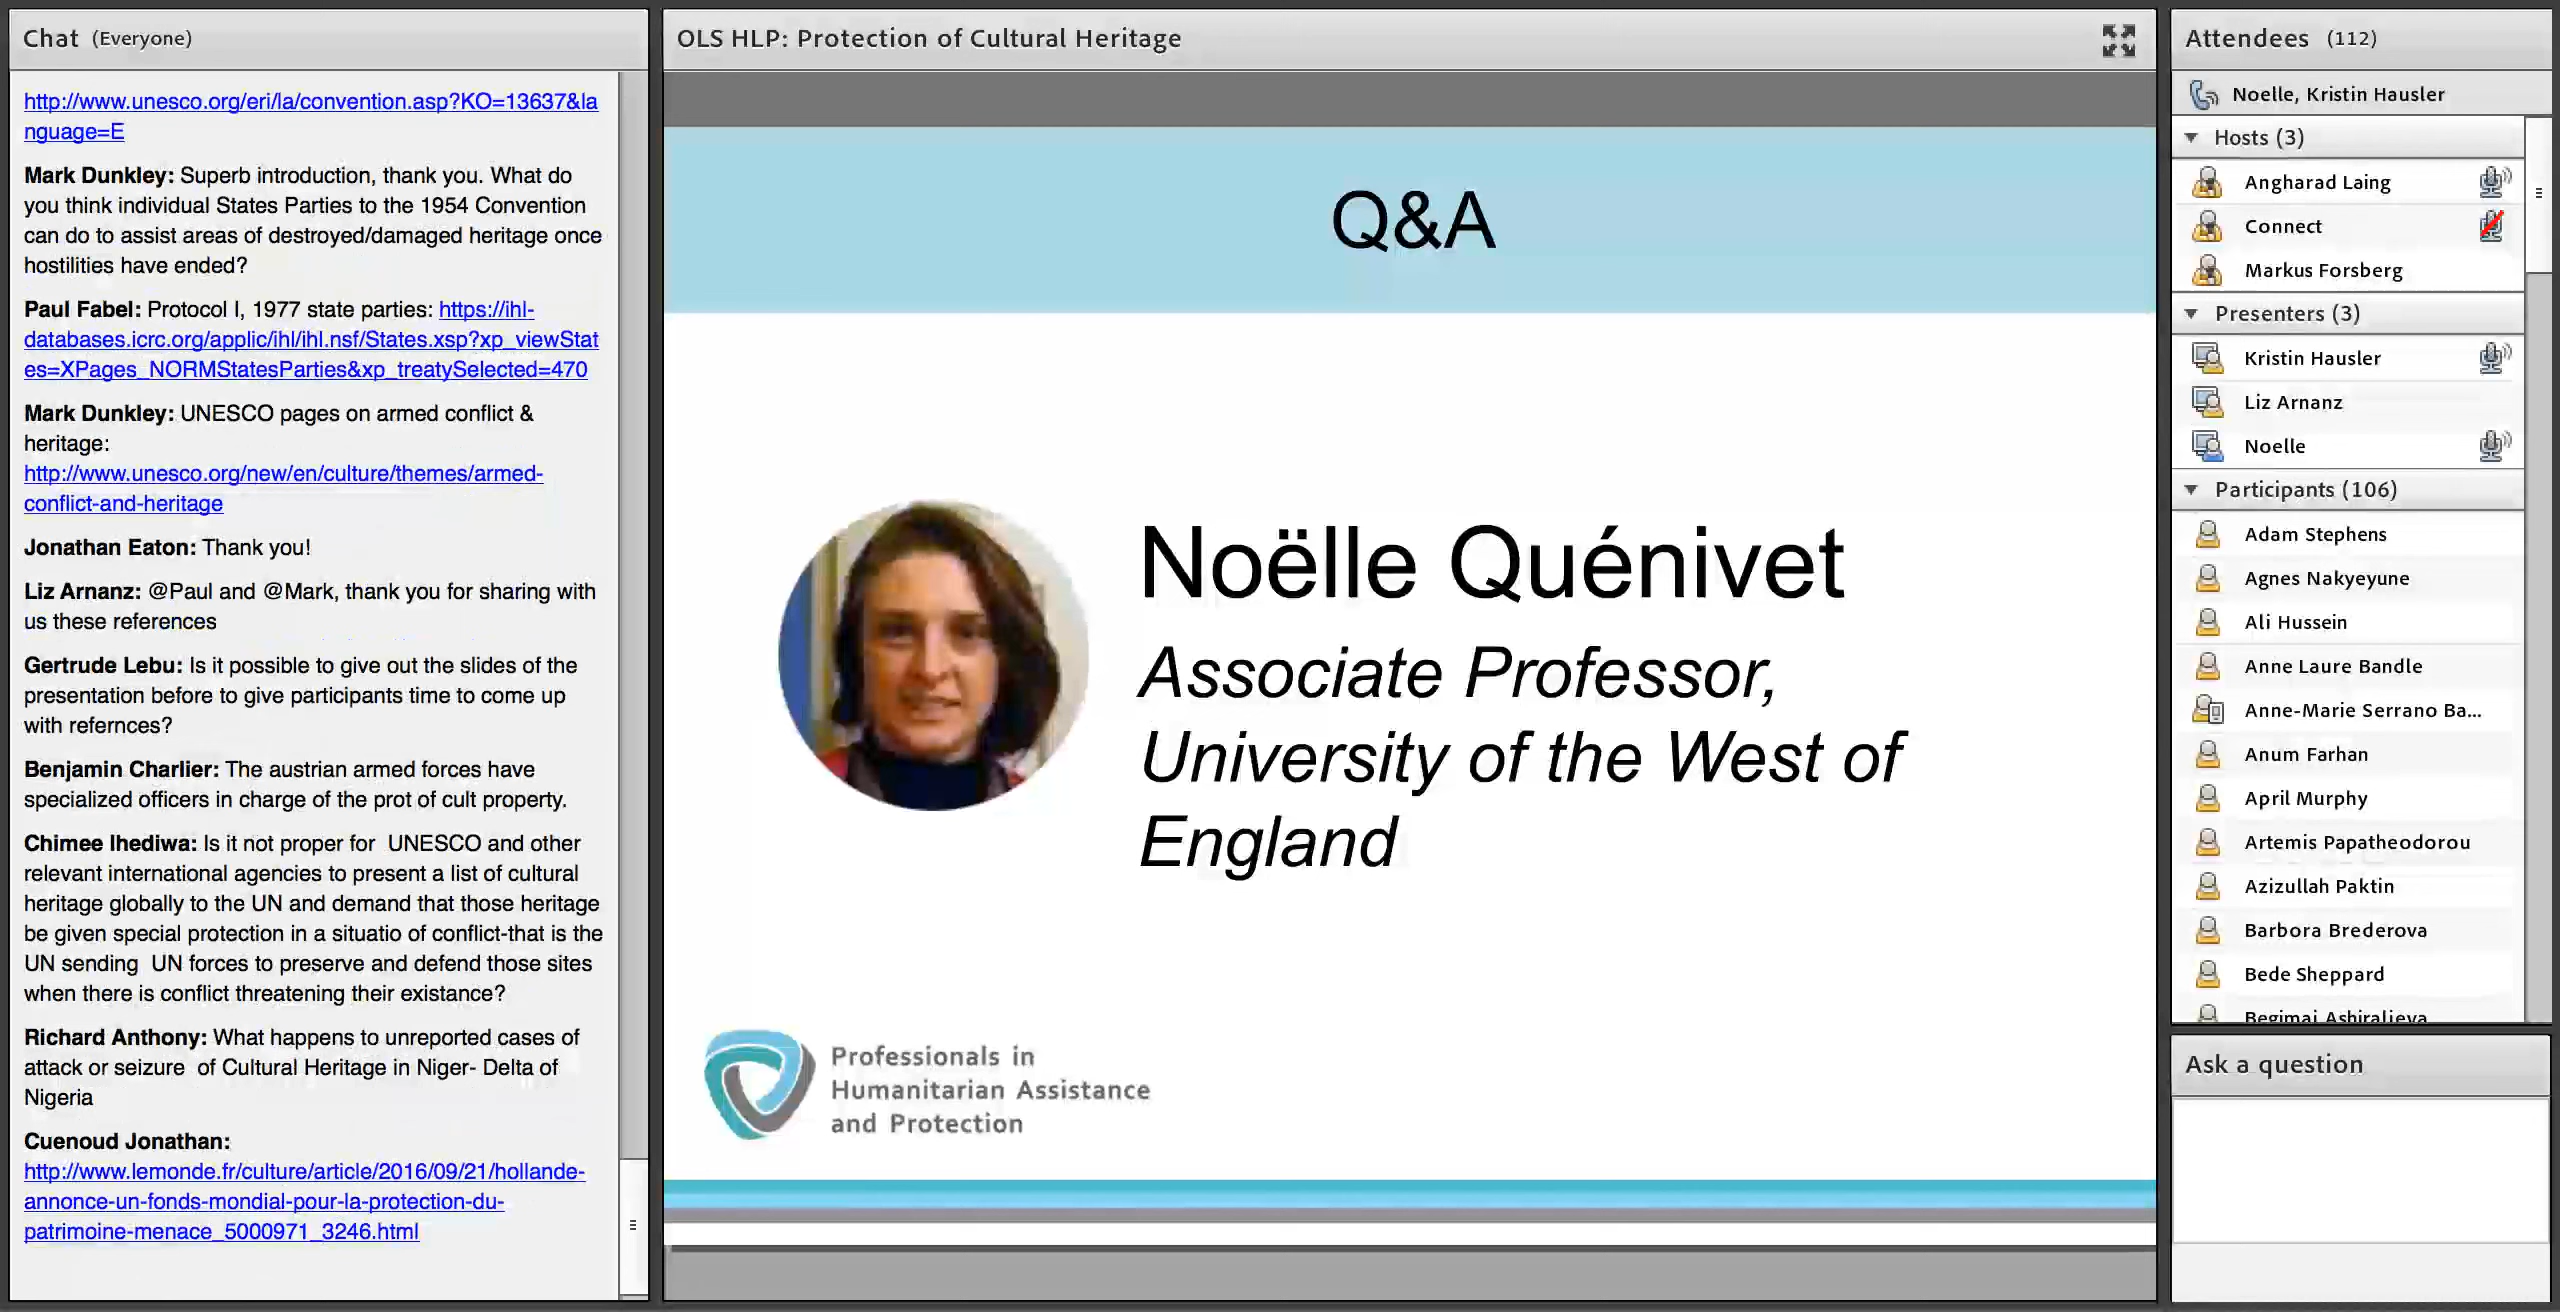 Chat (Everyone)
http://www.unesco.org/eri/la/convention.asp?KO=13637&la
nguage=E
Mark Dunkley: Superb introduction, thank you. What do
you think individual States Parties to the 1954 Convention
can do to assist areas of destroyed/damaged heritage once
hostilities have ended?
Paul Fabel: Protocol I, 1977 state parties: https://ihl-
databases.icrc.org/applic/ihl/ihl.nsf/States.xsp?xp_viewStat
es=XPages_NORMStatesParties&xp_treatySelected=470
Mark Dunkley: UNESCO pages on armed conflict &
heritage:
http://www.unesco.org/new/en/culture/themes/armed-
conflict-and-heritage
Jonathan Eaton: Thank you!
Liz Arnanz: @Paul and @Mark, thank you for sharing with
us these references
Gertrude Lebu: Is it possible to give out the slides of the
presentation before to give participants time to come up
with refernces?
Benjamin Charlier: The austrian armed forces have
specialized officers in charge of the prot of cult property.
Chimee Ihediwa: Is it not proper for  UNESCO and other
relevant international agencies to present a list of cultural
heritage globally to the UN and demand that those heritage
be given special protection in a situatio of conflict-that is the
UN sending  UN forces to preserve and defend those sites
when there is conflict threatening their existance?
Richard Anthony: What happens to unreported cases of
attack or seizure  of Cultural Heritage in Niger- Delta of
Nigeria
Cuenoud Jonathan:
http://www.lemonde.fr/culture/article/2016/09/21/hollande-
annonce-un-fonds-mondial-pour-la-protection-du-
patrimoine-menace_5000971_3246.html
OLS HLP: Protection of Cultural Heritage
Q&A
Noëlle Quénivet
Associate Professor,
University of the West of
England
Professionals in
Humanitarian Assistance
and Protection
Attendees (112)
Noelle, Kristin Hausler
Hosts (3)
Angharad Laing
Connect
Markus Forsberg
Presenters (3)
Kristin Hausler
Liz Arnanz
Noelle
Participants (106)
Adam Stephens
Agnes Nakyeyune
Ali Hussein
Anne Laure Bandle
Anne-Marie Serrano Ba...
Anum Farhan
April Murphy
Artemis Papatheodorou
Azizullah Paktin
Barbora Brederova
Bede Sheppard
Begimai Ashiralieva
Ask a question